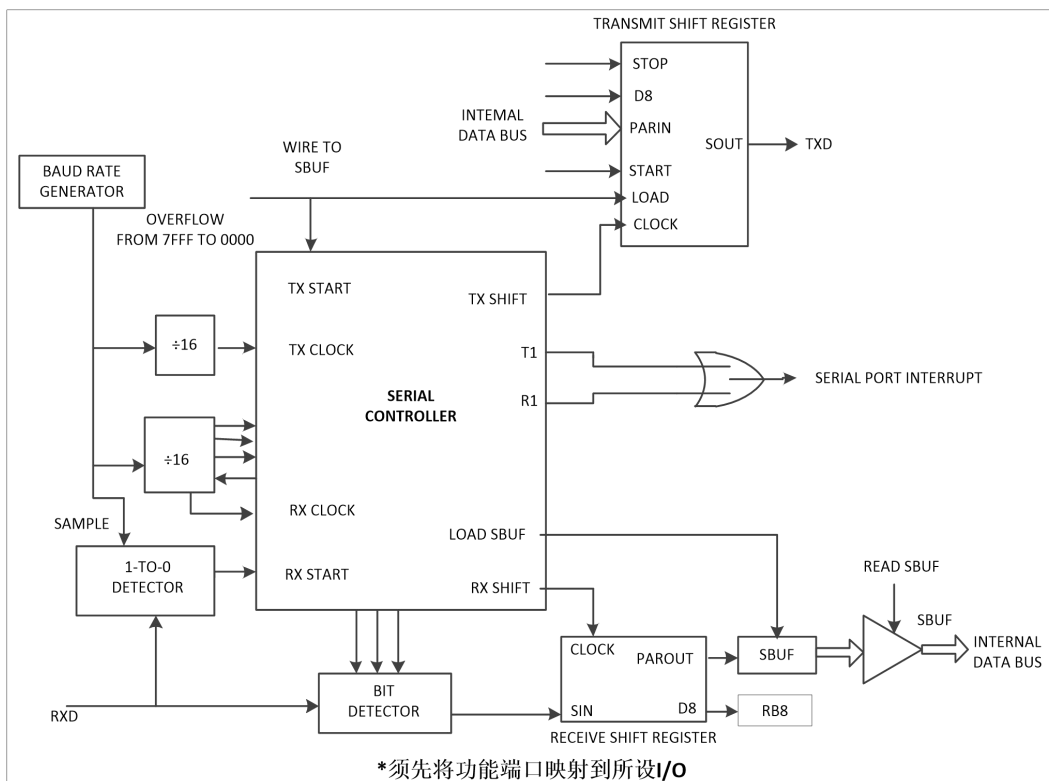 TRANSMIT SHIFT REGISTER
STOP
D8
INTEMAL
DATA BUS
PARIN
SOUT
TXD
START
LOAD
CLOCK
WIRE TO
SBUF
BAUD RATE
GENERATOR
OVERFLOW
FROM 7FFF TO 0000
TX START
TX SHIFT
÷16
TX CLOCK
T1
SERIAL
CONTROLLER
R1
SERIAL PORT INTERRUPT
÷16
RX CLOCK
SAMPLE
LOAD SBUF
1-TO-0
DETECTOR
RX START
RX SHIFT
READ SBUF
SBUF
CLOCK
PAROUT
SBUF
INTERNAL
DATA BUS
RXD
BIT
DETECTOR
SIN
D8
RB8
RECEIVE SHIFT REGISTER
*须先将功能端口映射到所设I/O